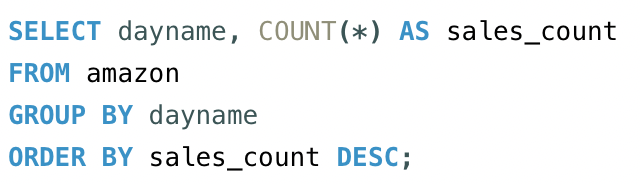 SELECT dayname, COUNT(*) AS sales_count
FROM amazon
GROUP BY dayname
ORDER BY sales_count DESC;